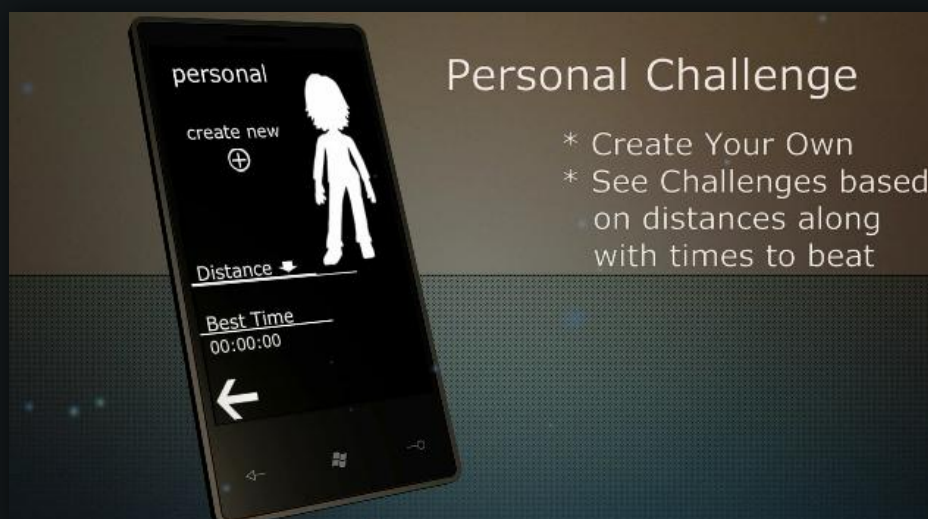 personal
create new
Distance
Best Time
00:00:00
Personal Challenge
* Create Your Own
* See Challenges based
on distances along
with times to beat